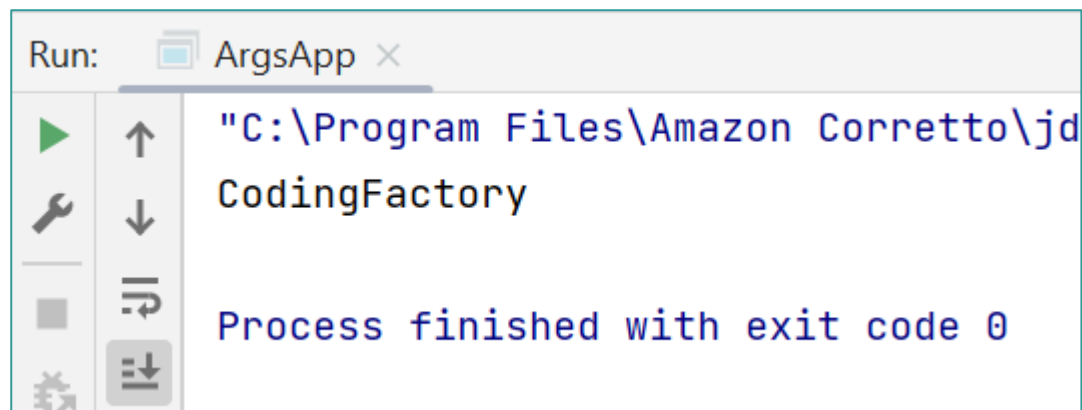 Run: ArgsApp
"C:\Program Files\Amazon Corretto\jd
CodingFactory
Process finished with exit code 0